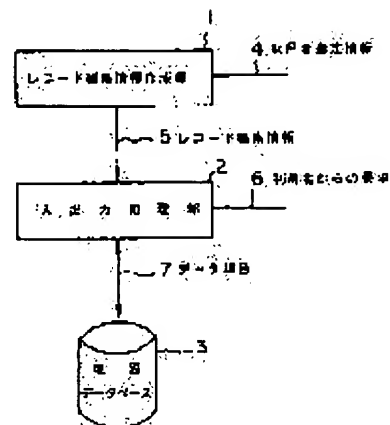 1
4
レコード編集情報作成部
5 レコード編集情報
2
6 利用者からの要求
入出力処理部
7 データ項目
3
データベース